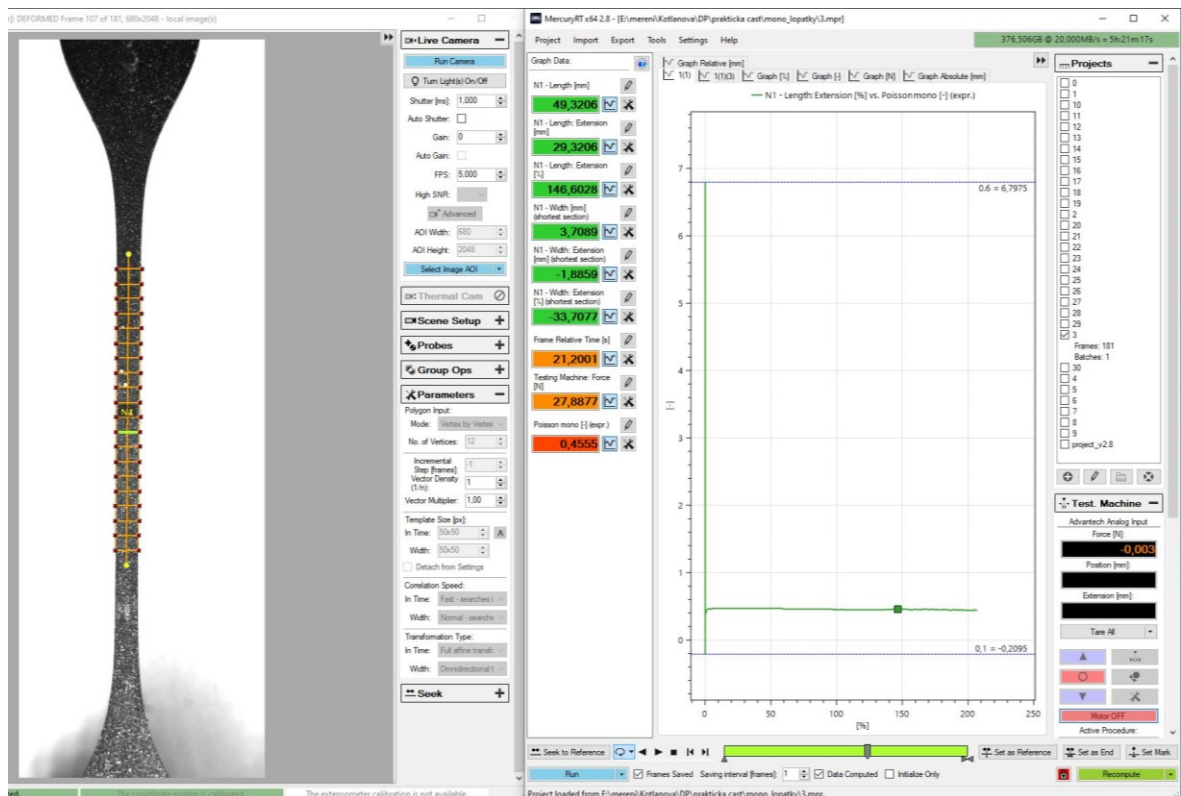 ]: DEFORMED Frame 107 of 181, 680x2048 - local image(s)
Live Camera
Run Camera
Turn Light(s) On/Off
Shutter [ms]: 1,000
Auto Shutter:
Gain: 0
Auto Gain:
FPS: 5,000
High SNR:
Advanced
AOI Width: 680
AOI Height: 2048
Select Image AOI
Thermal Cam
Scene Setup
Probes
Group Ops
Parameters
Polygon Input:
Mode: Vertex by Vertex
No. of Vertices: 12
Incremental
Step [frames]: -1
Vector Density
(1/n): 1
Vector Multiplier: 1,00
Template Size [px]:
In Time: 50x50 A
Width: 50x50
Detach from Settings
Correlation Speed:
In Time: Fast - searches i
Width: Normal - searche
Transformation Type:
In Time: Full affine transfc
Width: Omnidirectional t
Seek
N1
The coordinate system is calibrated.
The extensometer calibration is not available.
MercuryRT x64 2.8 - [E:\mereni\Kotlanova\DP\prakticka cast\mono_lopatky\3.mpr]
Project Import Export Tools Settings Help
376,506GB @ 20,000MB/s = 5h:21m:17s
Graph Data:
N1 - Length [mm]
49,3206
N1 - Length: Extension
[mm]
29,3206
N1 - Length: Extension
[%]
146,6028
N1 - Width [mm]
(shortest section)
3,7089
N1 - Width: Extension
[mm] (shortest section)
-1,8859
N1 - Width: Extension
[%] (shortest section)
-33,7077
Frame Relative Time [s]
21,2001
Testing Machine: Force
[N]
27,8877
Poisson mono [-] (expr.)
0,4555
Graph Relative [mm]
1(1) 1(1)(3) Graph [%] Graph [-] Graph [N] Graph Absolute [mm]
N1 - Length: Extension [%] vs. Poisson mono [-] (expr.)
0.6 = 6,7975
7
6
5
4
3
2
1
0
[-]
0,1 = -0,2095
0 50 100 150 200 250
[%]
Projects
0
1
10
11
12
13
14
15
16
17
18
19
2
20
21
22
23
24
25
26
27
28
29
3
Frames: 181
Batches: 1
30
4
5
6
7
8
9
project_v2.8
Test. Machine
Advantech Analog Input
Force [N]:
-0,003
Position [mm]:
Extension [mm]:
Tare All
Motor OFF
Active Procedure:
Seek to Reference
Set as Reference Set as End Set Mark
Run Frames Saved Saving interval [frames]: 1 Data Computed Initialize Only Recompute
Project loaded from E:\mereni\Kotlanova\DP\prakticka cast\mono_lopatky\3.mpr.